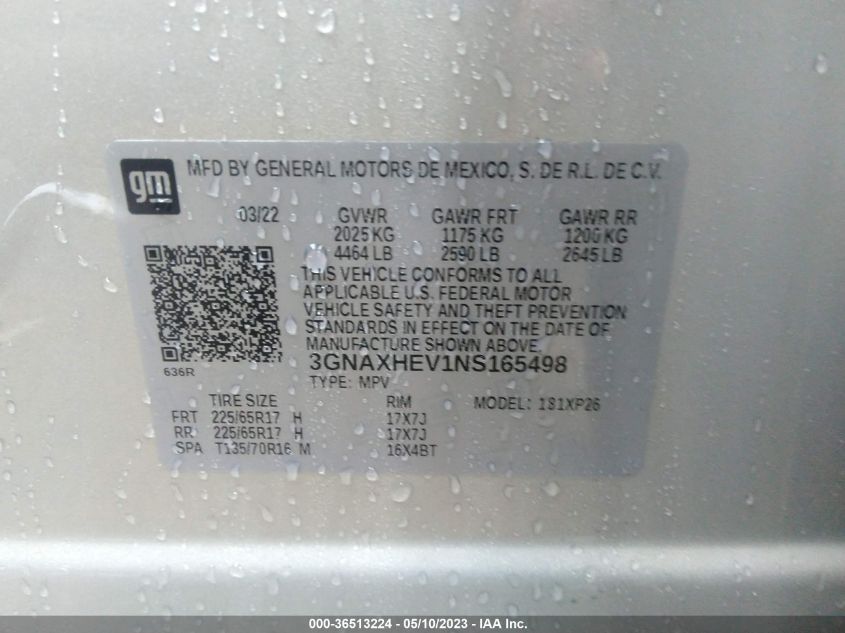 gm
MFD BY GENERAL MOTORS DE MEXICO, S. DE R.L. DE C.V.
03/22 GVWR GAWR FRT GAWR RR
2025 KG 1175 KG 1200 KG
4464 LB 2590 LB 2645 LB
THIS VEHICLE CONFORMS TO ALL
APPLICABLE U.S. FEDERAL MOTOR
VEHICLE SAFETY AND THEFT PREVENTION
STANDARDS IN EFFECT ON THE DATE OF
MANUFACTURE SHOWN ABOVE.
636R
3GNAXHEV1NS165498
TYPE: MPV
TIRE SIZE RIM MODEL: 1S1XP26
FRT 225/65R17 H 17X7J
RR 225/65R17 H 17X7J
SPA T135/70R16 M 16X4BT
000-36513224 - 05/10/2023 - IAA Inc.